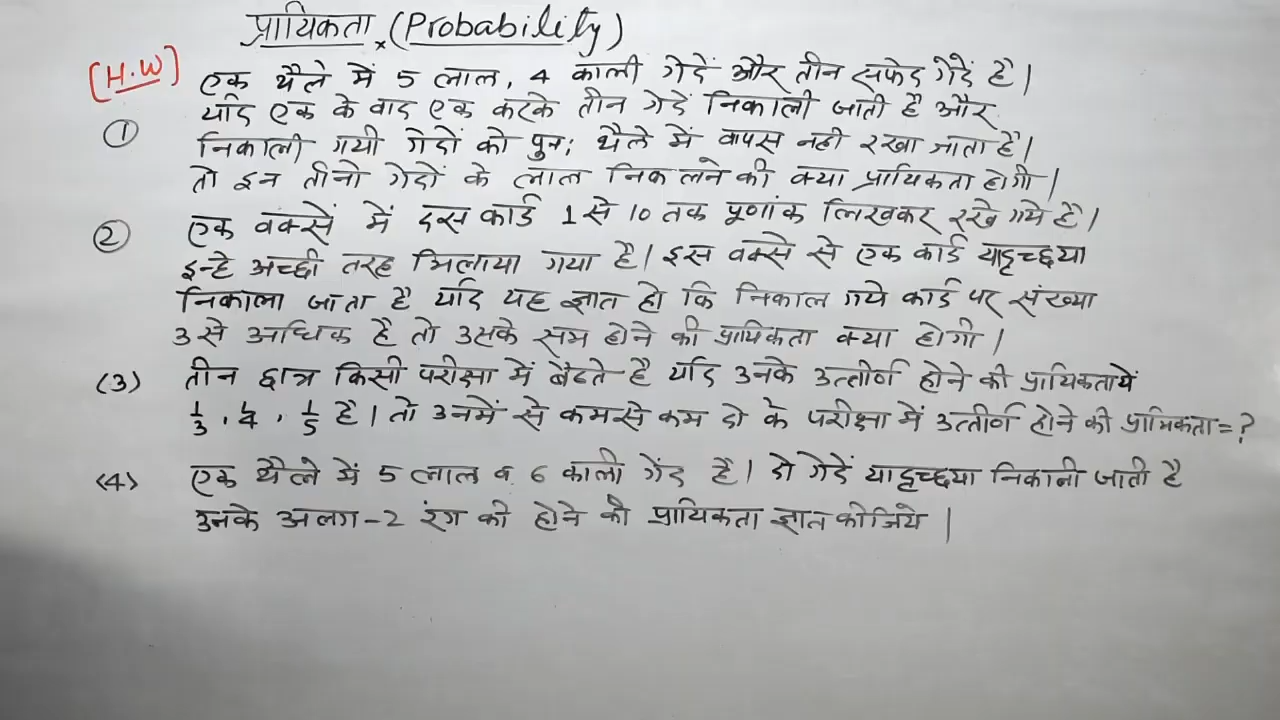 प्रायिकता (Probability)
[H.W] एक थैले में 5 लाल, 4 काली गेदें और तीन सफेद गेदें है।
यदि एक के वाद एक करके तीन गेदें निकाली जाती है और
① निकाली गयी गेदों को पुनः थैले में वापस नही रखा जाता है।
तो इन तीनो गेदों के लाल निकलने की क्या प्रायिकता होगी।
② एक वक्सें में दस कार्ड 1 से 10 तक पूणांक लिखकर रखे गये है।
इन्हे अच्छी तरह मिलाया गया है। इस वक्से से एक कार्ड यादृच्छया
निकाला जाता है यदि यह ज्ञात हो कि निकाल गये कार्ड पर संख्या
3 से अधिक है तो उसके सम होने की प्रायिकता क्या होगी।
(3) तीन छात्र किसी परीक्षा में बैठते है यदि उनके उत्तीर्ण होने की प्रायिकतायें
1/3, 1/4, 1/5 है। तो उनमें से कमसे कम दो के परीक्षा में उत्तीर्ण होने की प्रायिकता = ?
(4) एक थैले में 5 लाल व 6 काली गेंद है। दो गेदें यादृच्छया निकाली जाती है
उनके अलग-2 रंग की होने की प्रायिकता ज्ञात कीजिये।